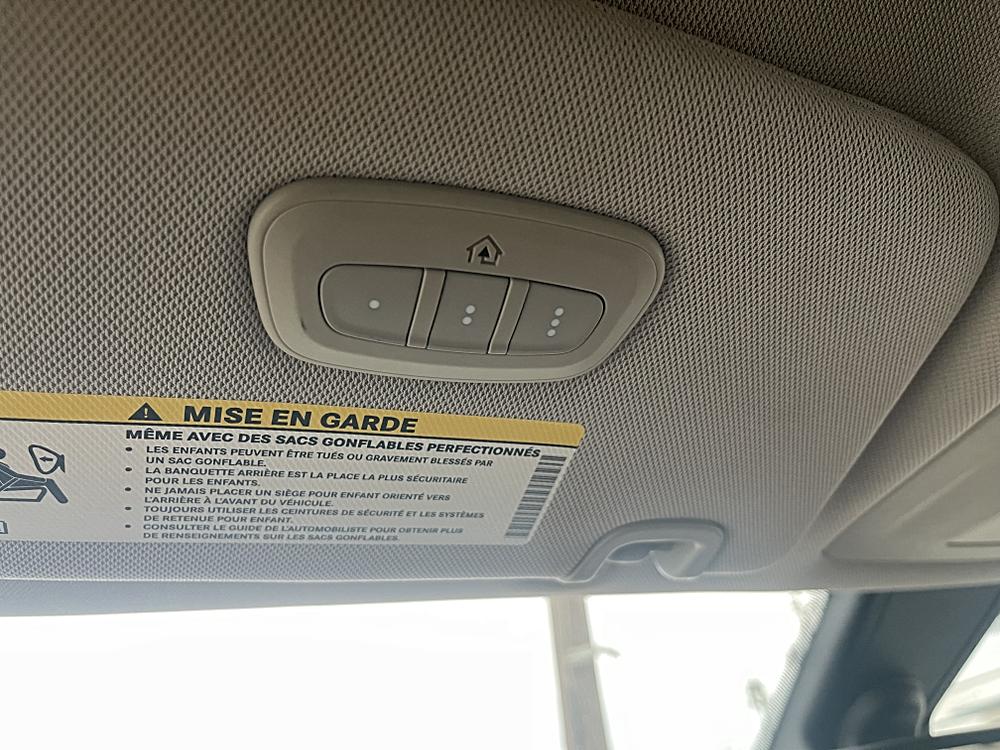 MISE EN GARDE
MÊME AVEC DES SACS GONFLABLES PERFECTIONNÉS
• LES ENFANTS PEUVENT ÊTRE TUÉS OU GRAVEMENT BLESSÉS PAR
UN SAC GONFLABLE.
• LA BANQUETTE ARRIÈRE EST LA PLACE LA PLUS SÉCURITAIRE
POUR LES ENFANTS.
• NE JAMAIS PLACER UN SIÈGE POUR ENFANT ORIENTÉ VERS
L'ARRIÈRE À L'AVANT DU VÉHICULE.
• TOUJOURS UTILISER LES CEINTURES DE SÉCURITÉ ET LES SYSTÈMES
DE RETENUE POUR ENFANT.
• CONSULTER LE GUIDE DE L'AUTOMOBILISTE POUR OBTENIR PLUS
DE RENSEIGNEMENTS SUR LES SACS GONFLABLES.